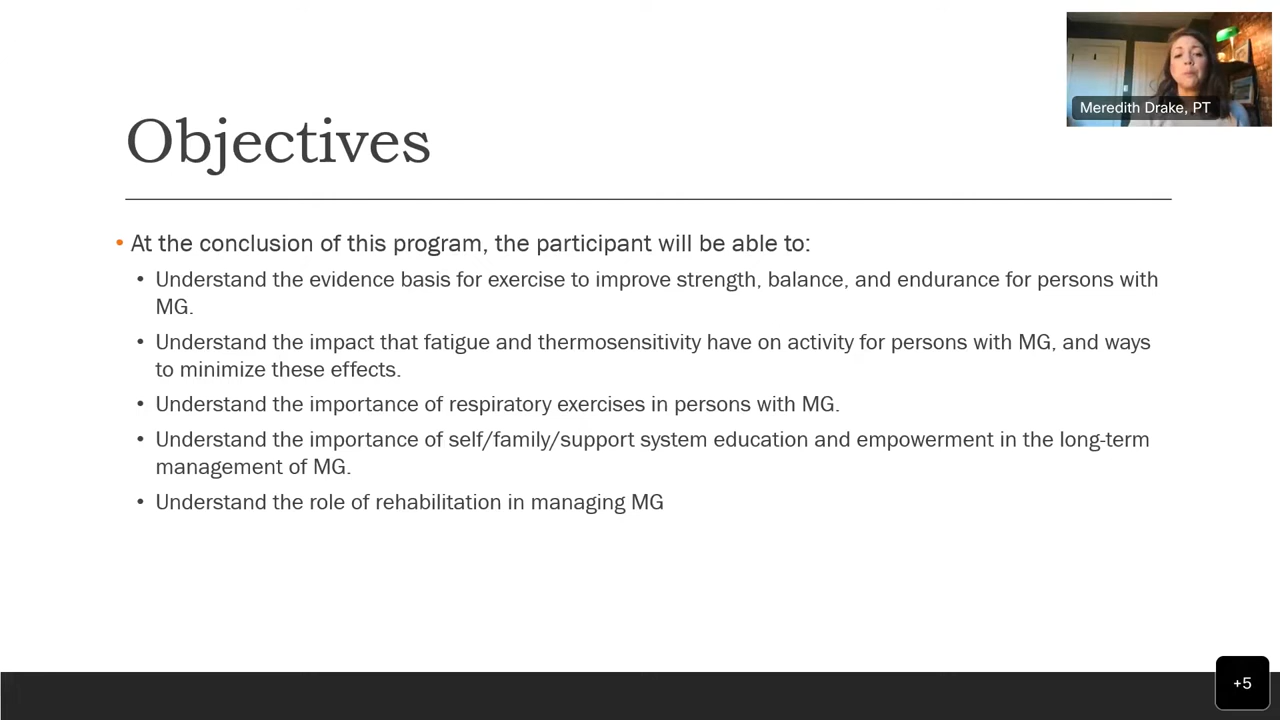 Meredith Drake, PT
Objectives
• At the conclusion of this program, the participant will be able to:
• Understand the evidence basis for exercise to improve strength, balance, and endurance for persons with
MG.
• Understand the impact that fatigue and thermosensitivity have on activity for persons with MG, and ways
to minimize these effects.
• Understand the importance of respiratory exercises in persons with MG.
• Understand the importance of self/family/support system education and empowerment in the long-term
management of MG.
• Understand the role of rehabilitation in managing MG
+5